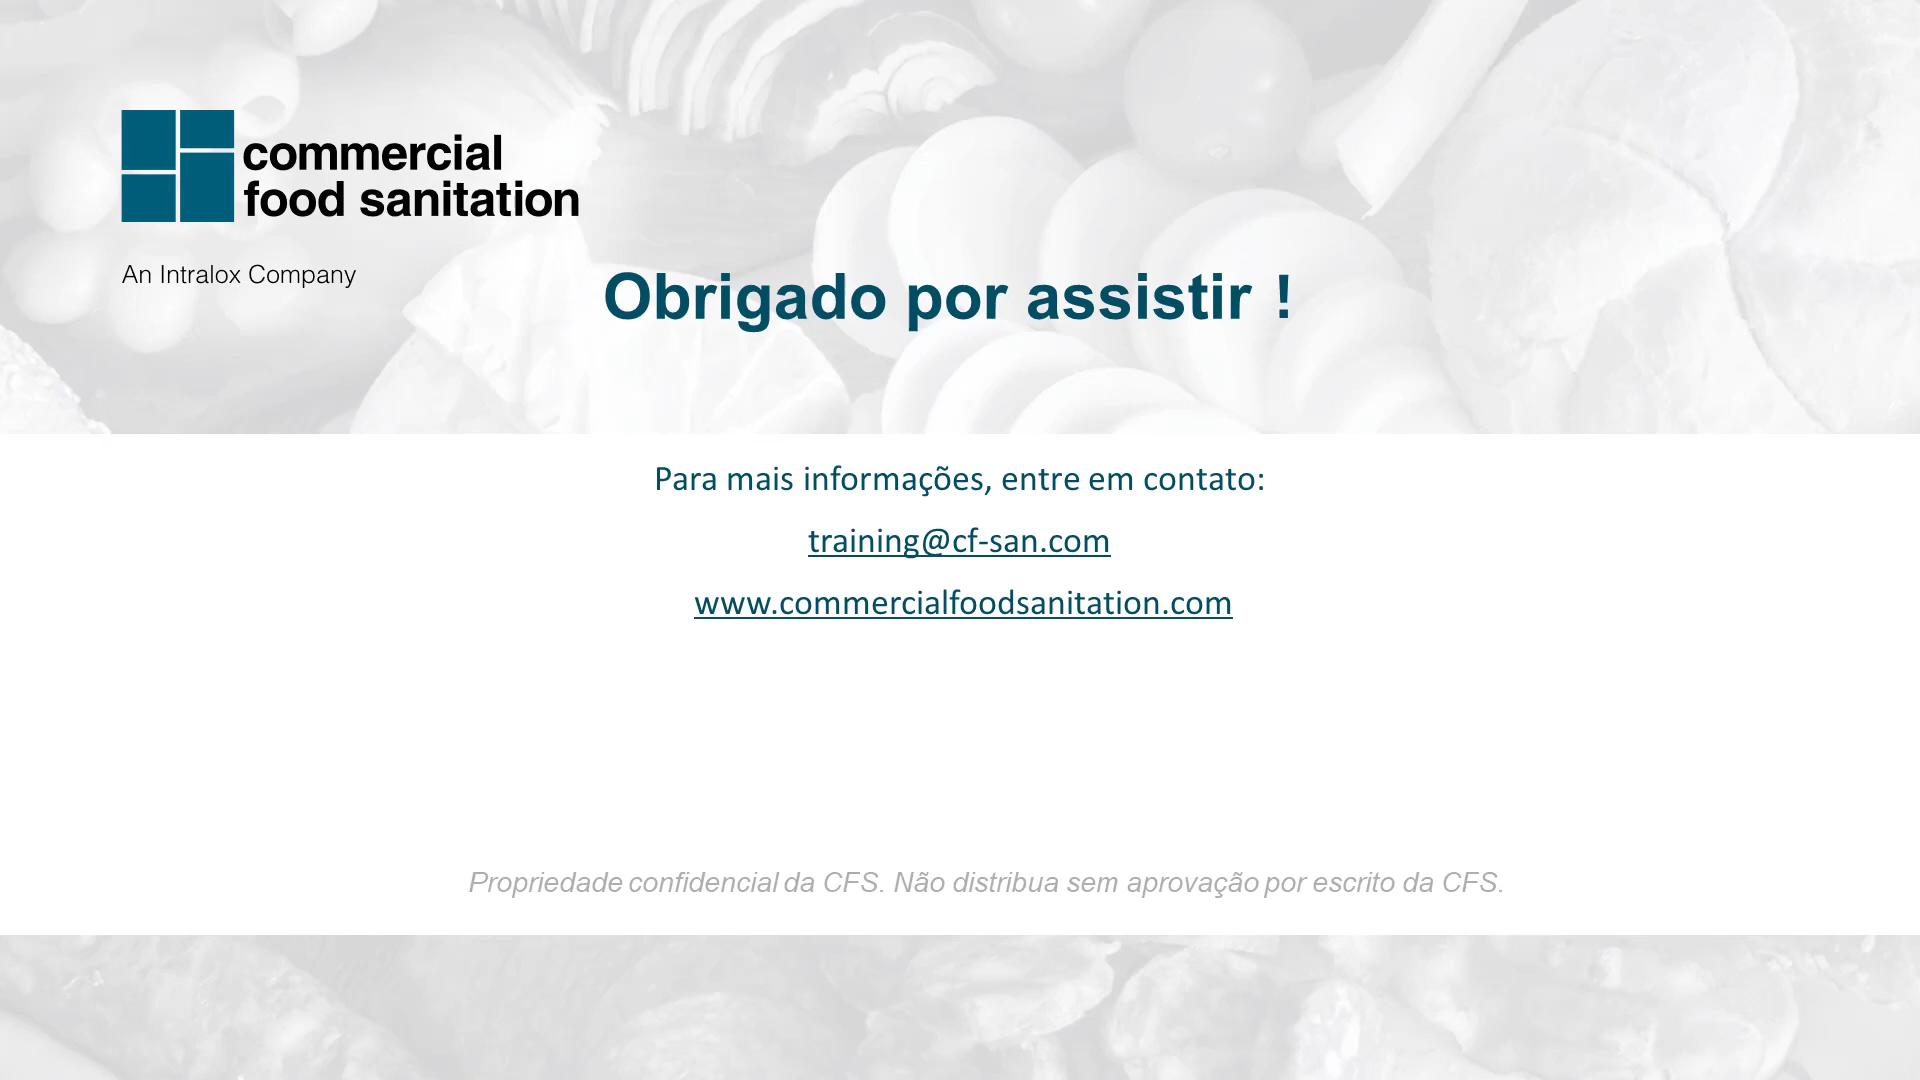 commercial
food sanitation
An Intralox Company
Obrigado por assistir !
Para mais informações, entre em contato:
training@cf-san.com
www.commercialfoodsanitation.com
Propriedade confidencial da CFS. Não distribua sem aprovação por escrito da CFS.